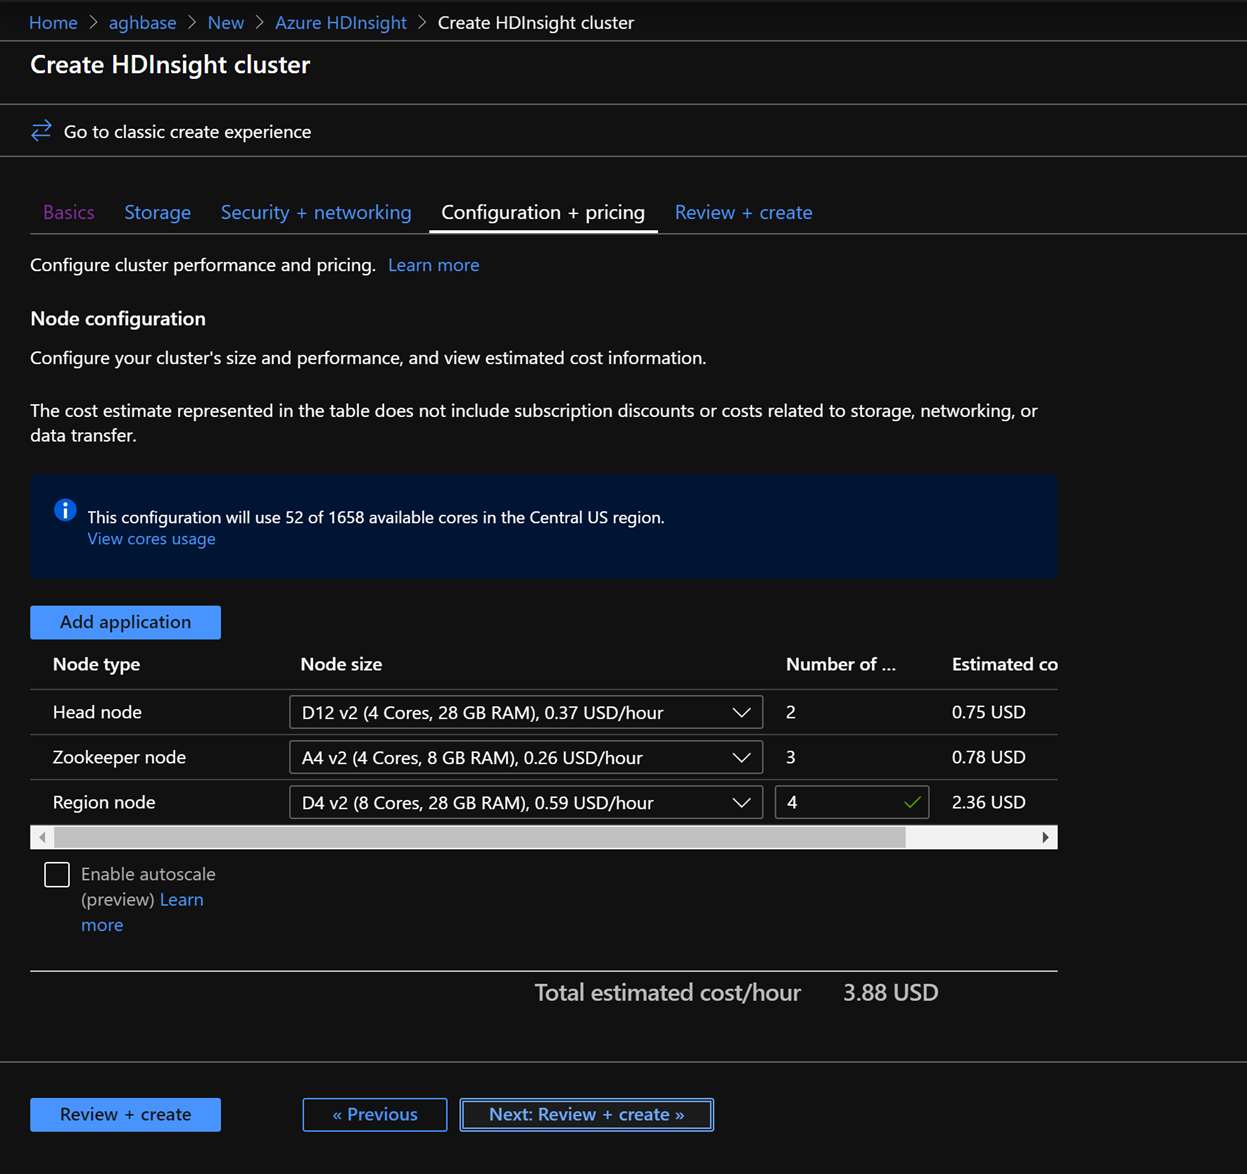 Home > aghbase > New > Azure HDInsight > Create HDInsight cluster
Create HDInsight cluster
Go to classic create experience
Basics Storage Security + networking Configuration + pricing Review + create
Configure cluster performance and pricing. Learn more
Node configuration
Configure your cluster's size and performance, and view estimated cost information.
The cost estimate represented in the table does not include subscription discounts or costs related to storage, networking, or
data transfer.
This configuration will use 52 of 1658 available cores in the Central US region.
View cores usage
Add application
Node type Node size Number of ... Estimated co
Head node D12 v2 (4 Cores, 28 GB RAM), 0.37 USD/hour 2 0.75 USD
Zookeeper node A4 v2 (4 Cores, 8 GB RAM), 0.26 USD/hour 3 0.78 USD
Region node D4 v2 (8 Cores, 28 GB RAM), 0.59 USD/hour 4 2.36 USD
Enable autoscale
(preview) Learn
more
Total estimated cost/hour 3.88 USD
Review + create « Previous Next: Review + create »